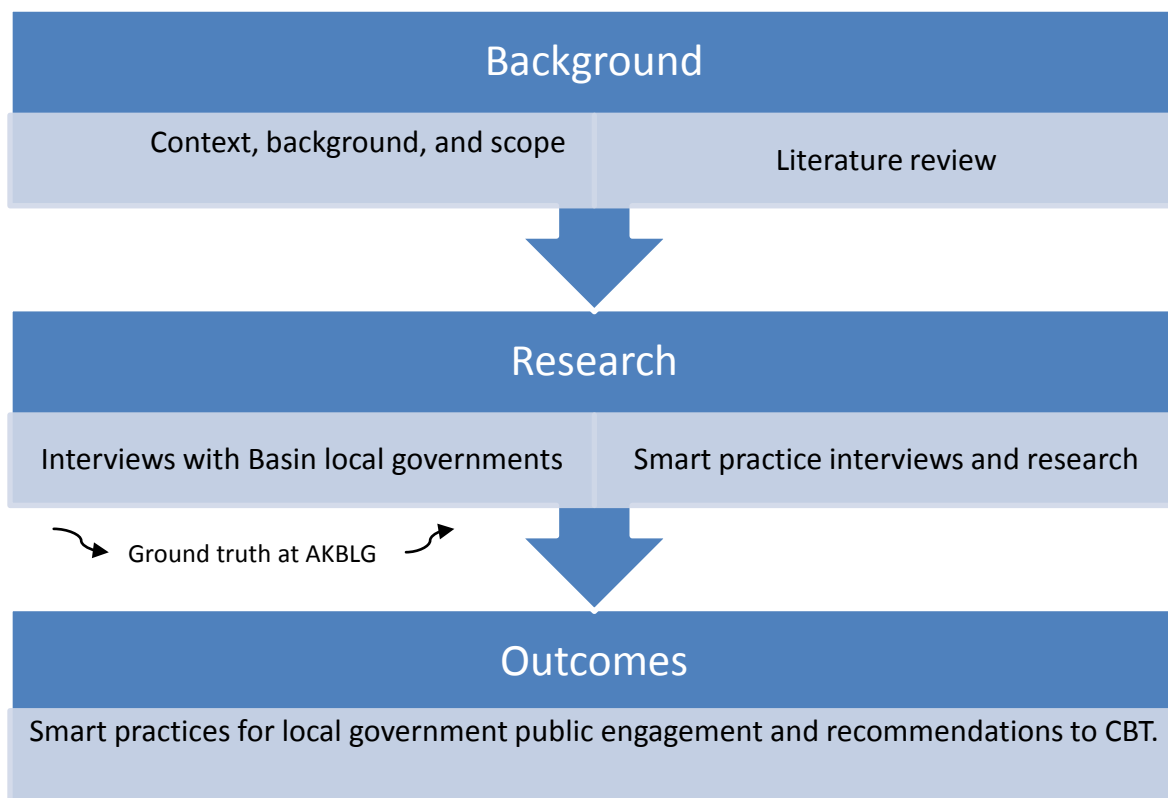 Background
Context, background, and scope
Literature review
Research
Interviews with Basin local governments
Smart practice interviews and research
Ground truth at AKBLG
Outcomes
Smart practices for local government public engagement and recommendations to CBT.